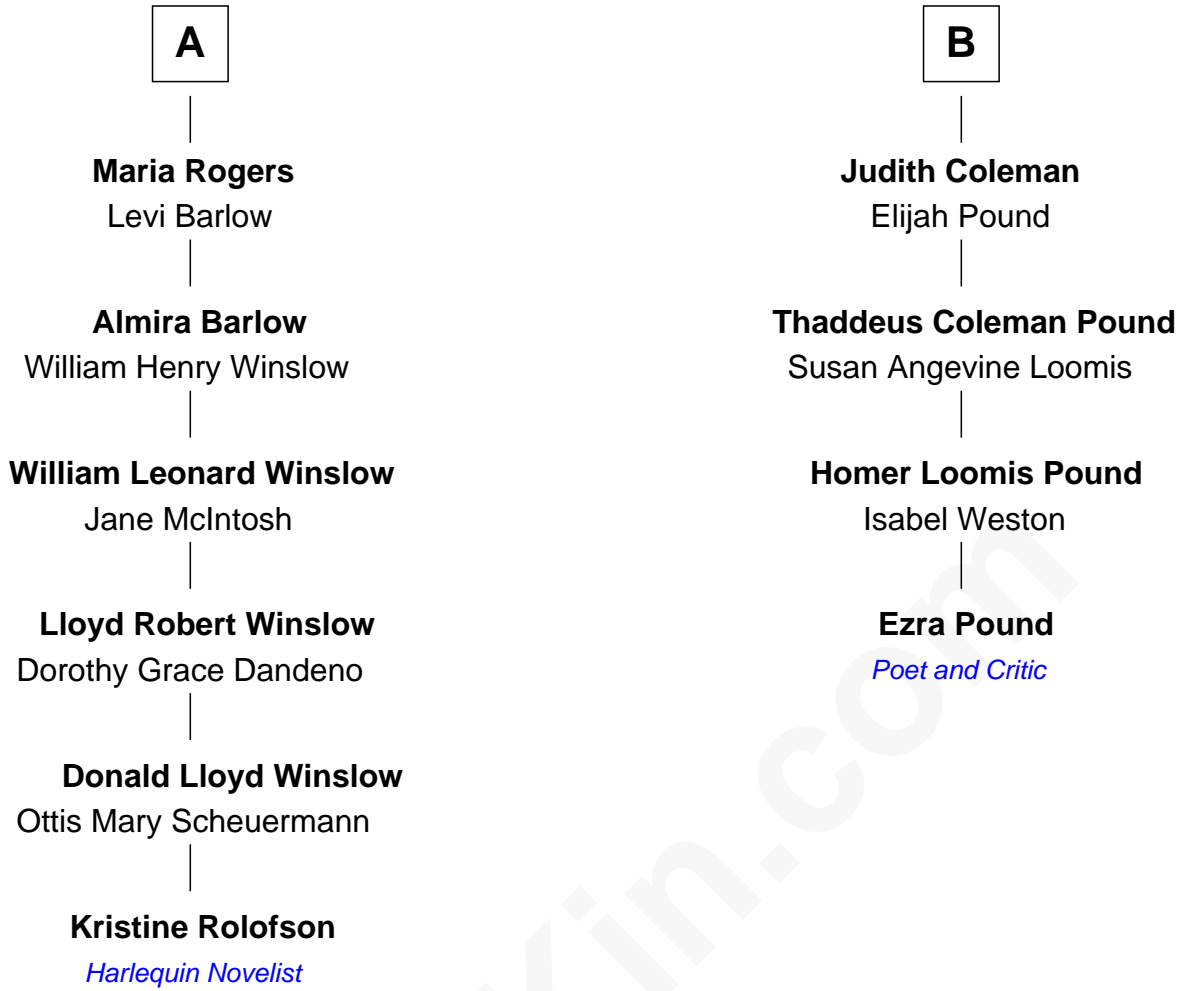 A
Maria Rogers
Levi Barlow
Almira Barlow
William Henry Winslow
William Leonard Winslow
Jane McIntosh
Lloyd Robert Winslow
Dorothy Grace Dandeno
Donald Lloyd Winslow
Ottis Mary Scheuermann
Kristine Rolofson
Harlequin Novelist
B
Judith Coleman
Elijah Pound
Thaddeus Coleman Pound
Susan Angevine Loomis
Homer Loomis Pound
Isabel Weston
Ezra Pound
Poet and Critic
Kin.com